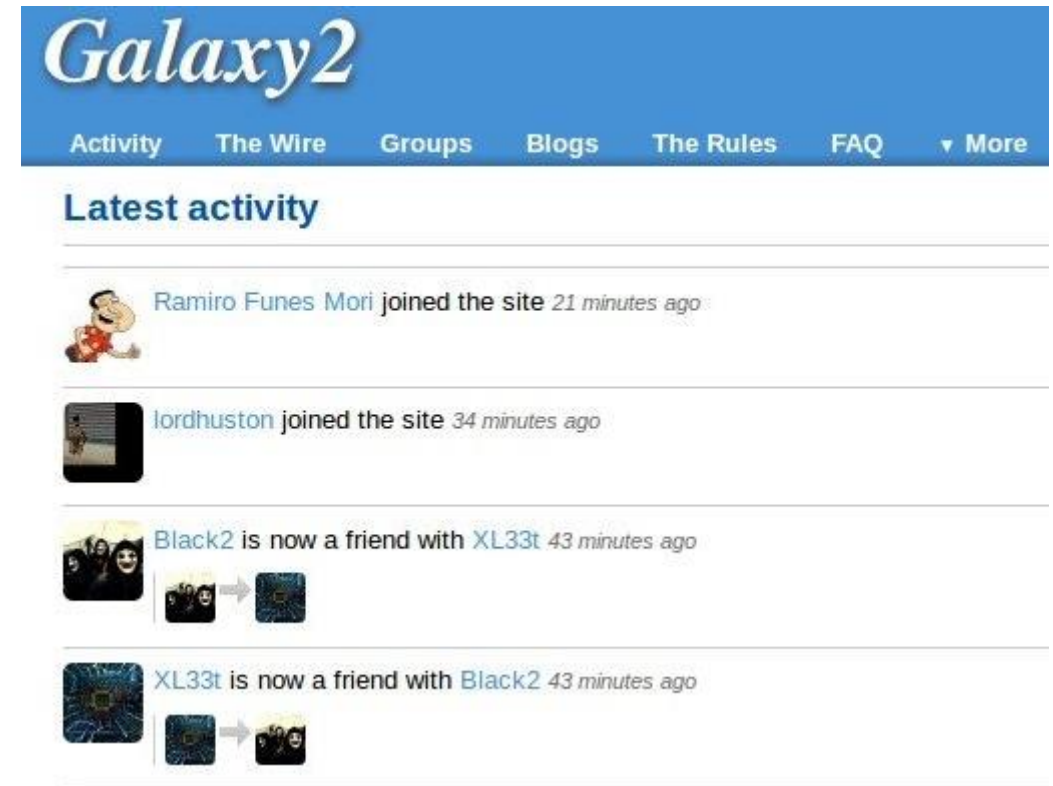 Galaxy2
Activity The Wire Groups Blogs The Rules FAQ ▼ More
Latest activity
Ramiro Funes Mori joined the site 21 minutes ago
lordhuston joined the site 34 minutes ago
Black2 is now a friend with XL33t 43 minutes ago
XL33t is now a friend with Black2 43 minutes ago